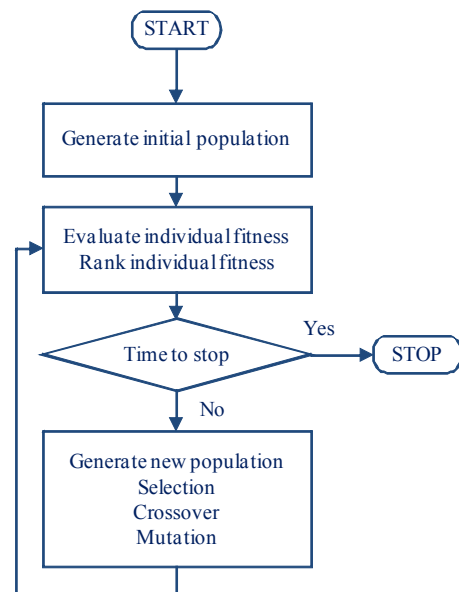 START
Generate initial population
Evaluate individual fitness
Rank individual fitness
Time to stop
Yes
STOP
No
Generate new population
Selection
Crossover
Mutation